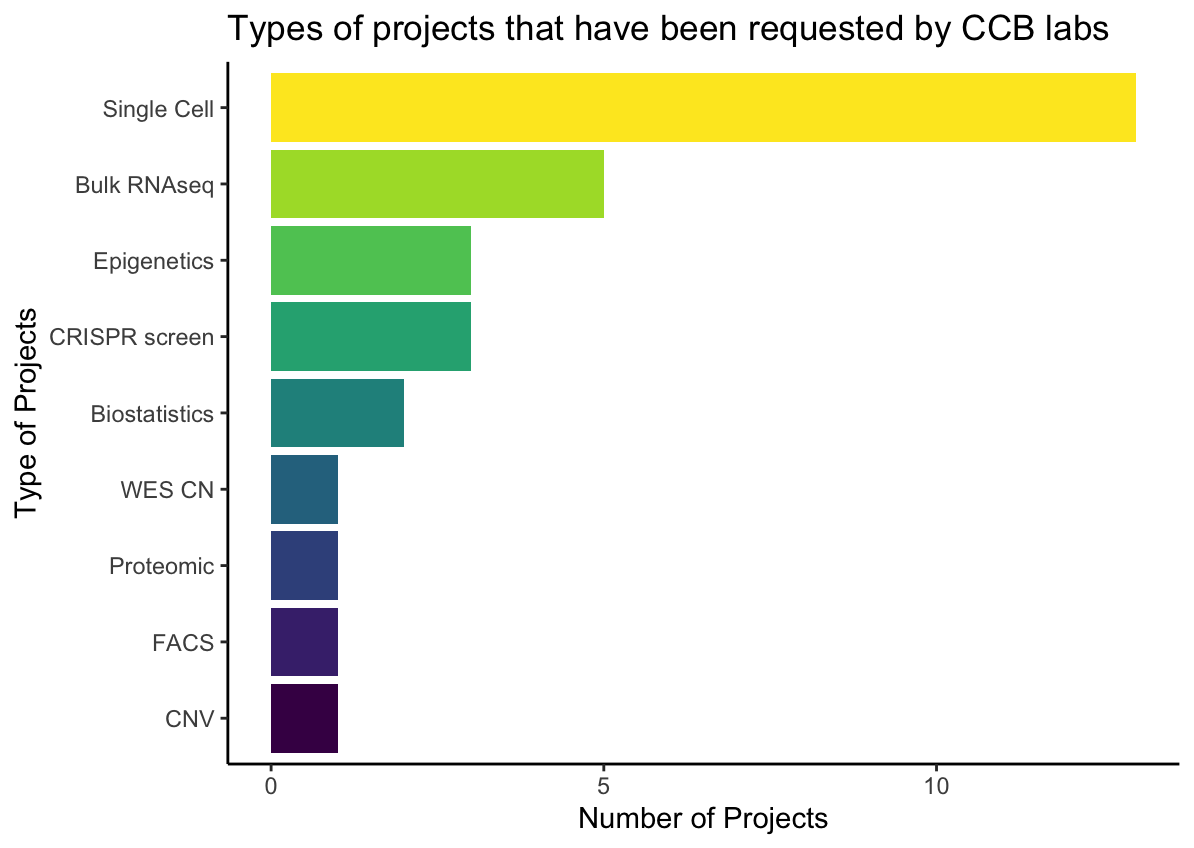 Types of projects that have been requested by CCB labs
Type of Projects
Single Cell
Bulk RNAseq
Epigenetics
CRISPR screen
Biostatistics
WES CN
Proteomic
FACS
CNV
0 5 10
Number of Projects